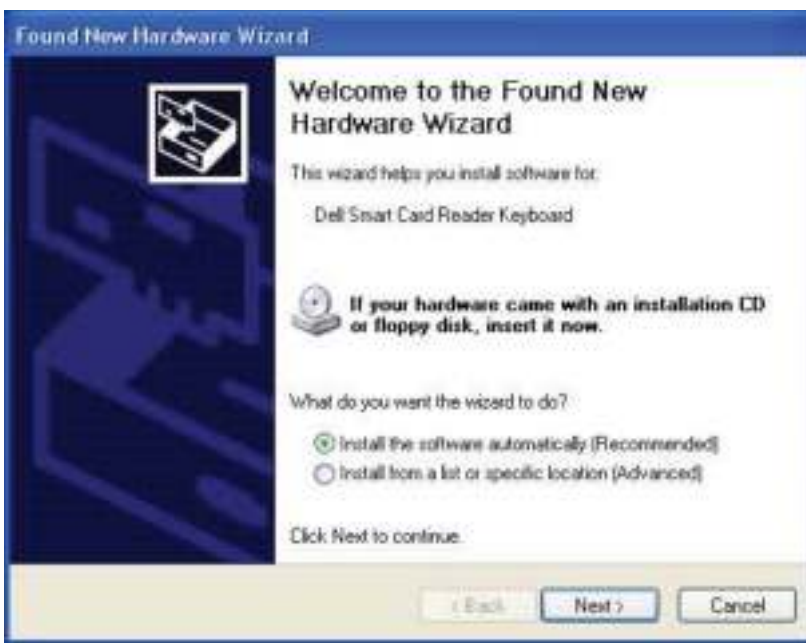 Found New Hardware Wizard
Welcome to the Found New
Hardware Wizard
This wizard helps you install software for:
Dell Smart Card Reader Keyboard
If your hardware came with an installation CD
or floppy disk, insert it now.
What do you want the wizard to do?
Install the software automatically (Recommended)
Install from a list or specific location (Advanced)
Click Next to continue.
< Back
Next >
Cancel